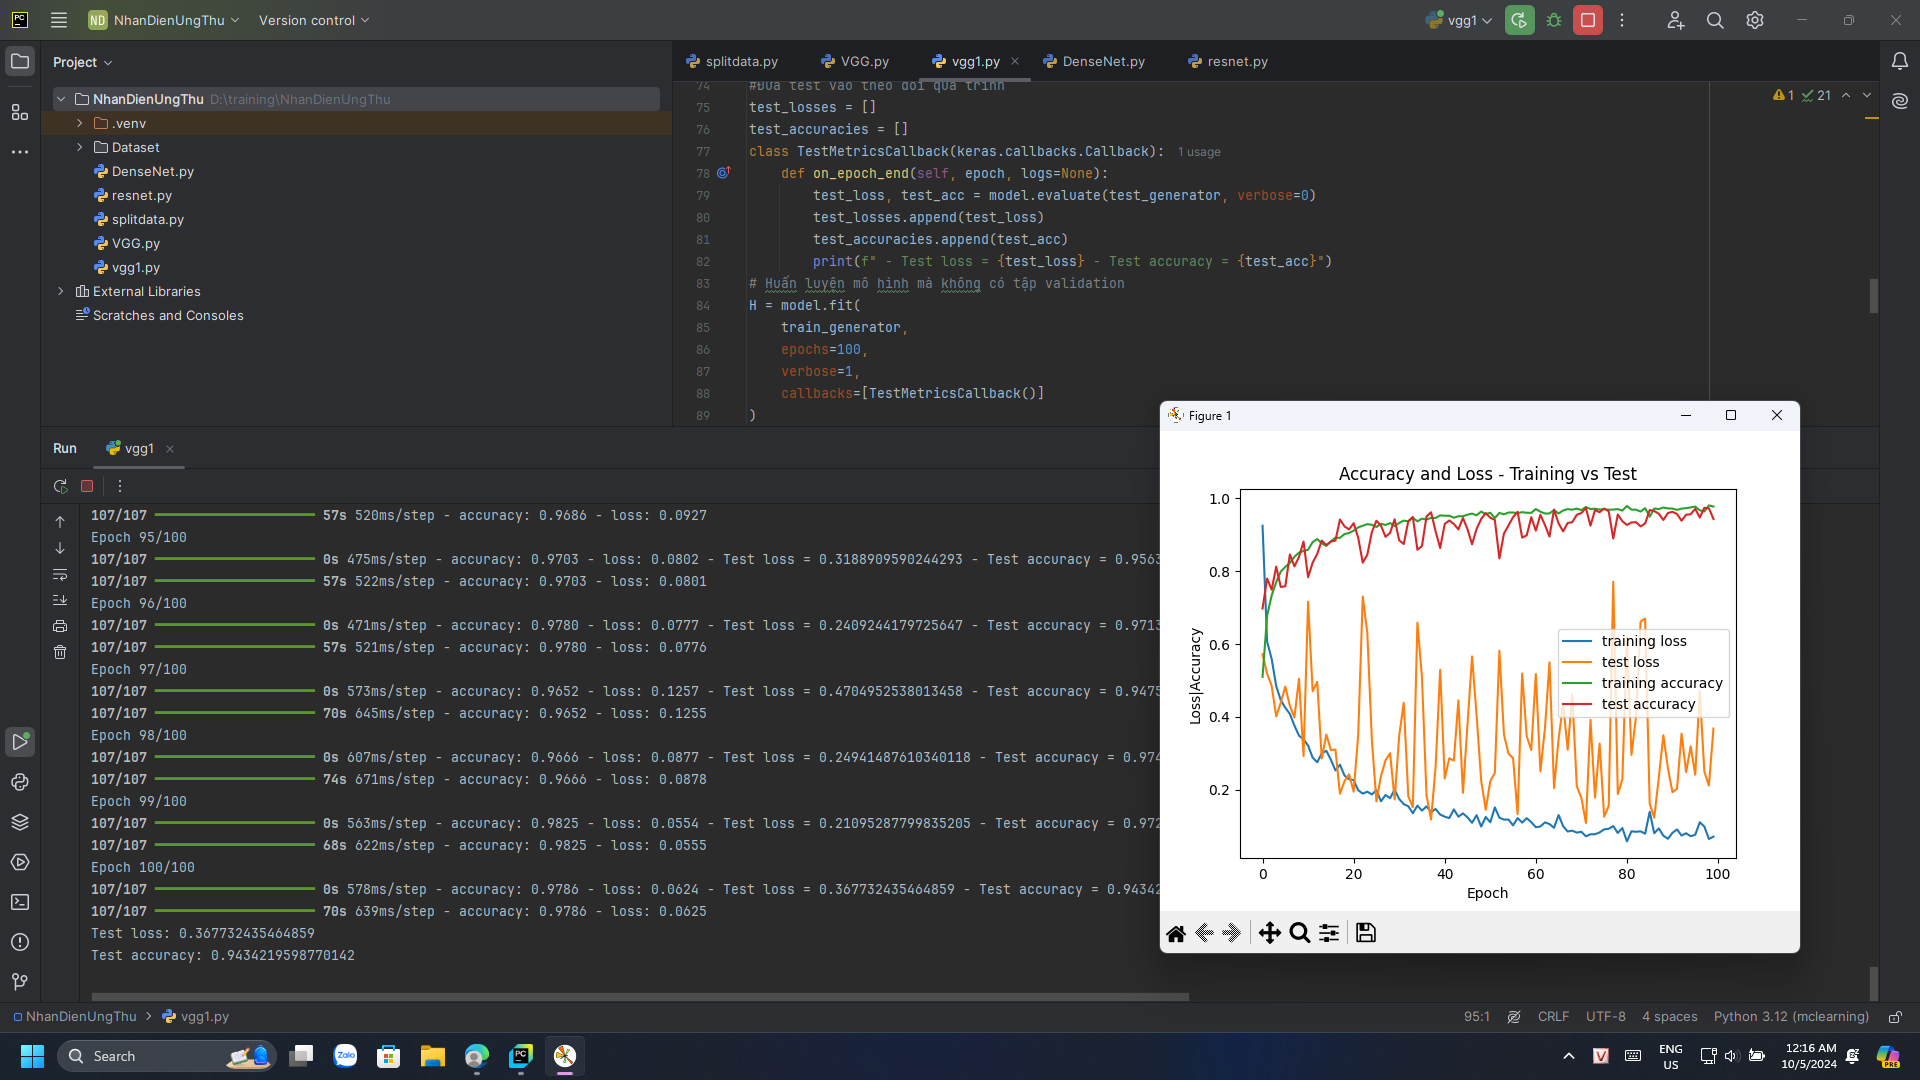 ND NhanDienUngThu Version control vgg1
Project splitdata.py VGG.py vgg1.py DenseNet.py resnet.py
NhanDienUngThu D:\training\NhanDienUngThu
.venv
Dataset
DenseNet.py
resnet.py
splitdata.py
VGG.py
vgg1.py
External Libraries
Scratches and Consoles
1 21
74 #Đưa test vào theo dõi quá trình
75 test_losses = []
76 test_accuracies = []
77 class TestMetricsCallback(keras.callbacks.Callback): 1 usage
78 def on_epoch_end(self, epoch, logs=None):
79 test_loss, test_acc = model.evaluate(test_generator, verbose=0)
80 test_losses.append(test_loss)
81 test_accuracies.append(test_acc)
82 print(f" - Test loss = {test_loss} - Test accuracy = {test_acc}")
83 # Huấn luyện mô hình mà không có tập validation
84 H = model.fit(
85 train_generator,
86 epochs=100,
87 verbose=1,
88 callbacks=[TestMetricsCallback()]
89 )
Run vgg1
107/107 57s 520ms/step - accuracy: 0.9686 - loss: 0.0927
Epoch 95/100
107/107 0s 475ms/step - accuracy: 0.9703 - loss: 0.0802 - Test loss = 0.3188909590244293 - Test accuracy = 0.9563
107/107 57s 522ms/step - accuracy: 0.9703 - loss: 0.0801
Epoch 96/100
107/107 0s 471ms/step - accuracy: 0.9780 - loss: 0.0777 - Test loss = 0.2409244179725647 - Test accuracy = 0.9713
107/107 57s 521ms/step - accuracy: 0.9780 - loss: 0.0776
Epoch 97/100
107/107 0s 573ms/step - accuracy: 0.9652 - loss: 0.1257 - Test loss = 0.4704952538013458 - Test accuracy = 0.9475
107/107 70s 645ms/step - accuracy: 0.9652 - loss: 0.1255
Epoch 98/100
107/107 0s 607ms/step - accuracy: 0.9666 - loss: 0.0877 - Test loss = 0.24941487610340118 - Test accuracy = 0.974
107/107 74s 671ms/step - accuracy: 0.9666 - loss: 0.0878
Epoch 99/100
107/107 0s 563ms/step - accuracy: 0.9825 - loss: 0.0554 - Test loss = 0.21095287799835205 - Test accuracy = 0.972
107/107 68s 622ms/step - accuracy: 0.9825 - loss: 0.0555
Epoch 100/100
107/107 0s 578ms/step - accuracy: 0.9786 - loss: 0.0624 - Test loss = 0.367732435464859 - Test accuracy = 0.94342
107/107 70s 639ms/step - accuracy: 0.9786 - loss: 0.0625
Test loss: 0.367732435464859
Test accuracy: 0.9434219598770142
Figure 1
Accuracy and Loss - Training vs Test
1.0
0.8
0.6
0.4
0.2
Loss|Accuracy
training loss
test loss
training accuracy
test accuracy
0 20 40 60 80 100
Epoch
NhanDienUngThu vgg1.py 95:1 CRLF UTF-8 4 spaces Python 3.12 (mclearning)
Search Zalo ENG
US
12:16 AM
10/5/2024
PRE